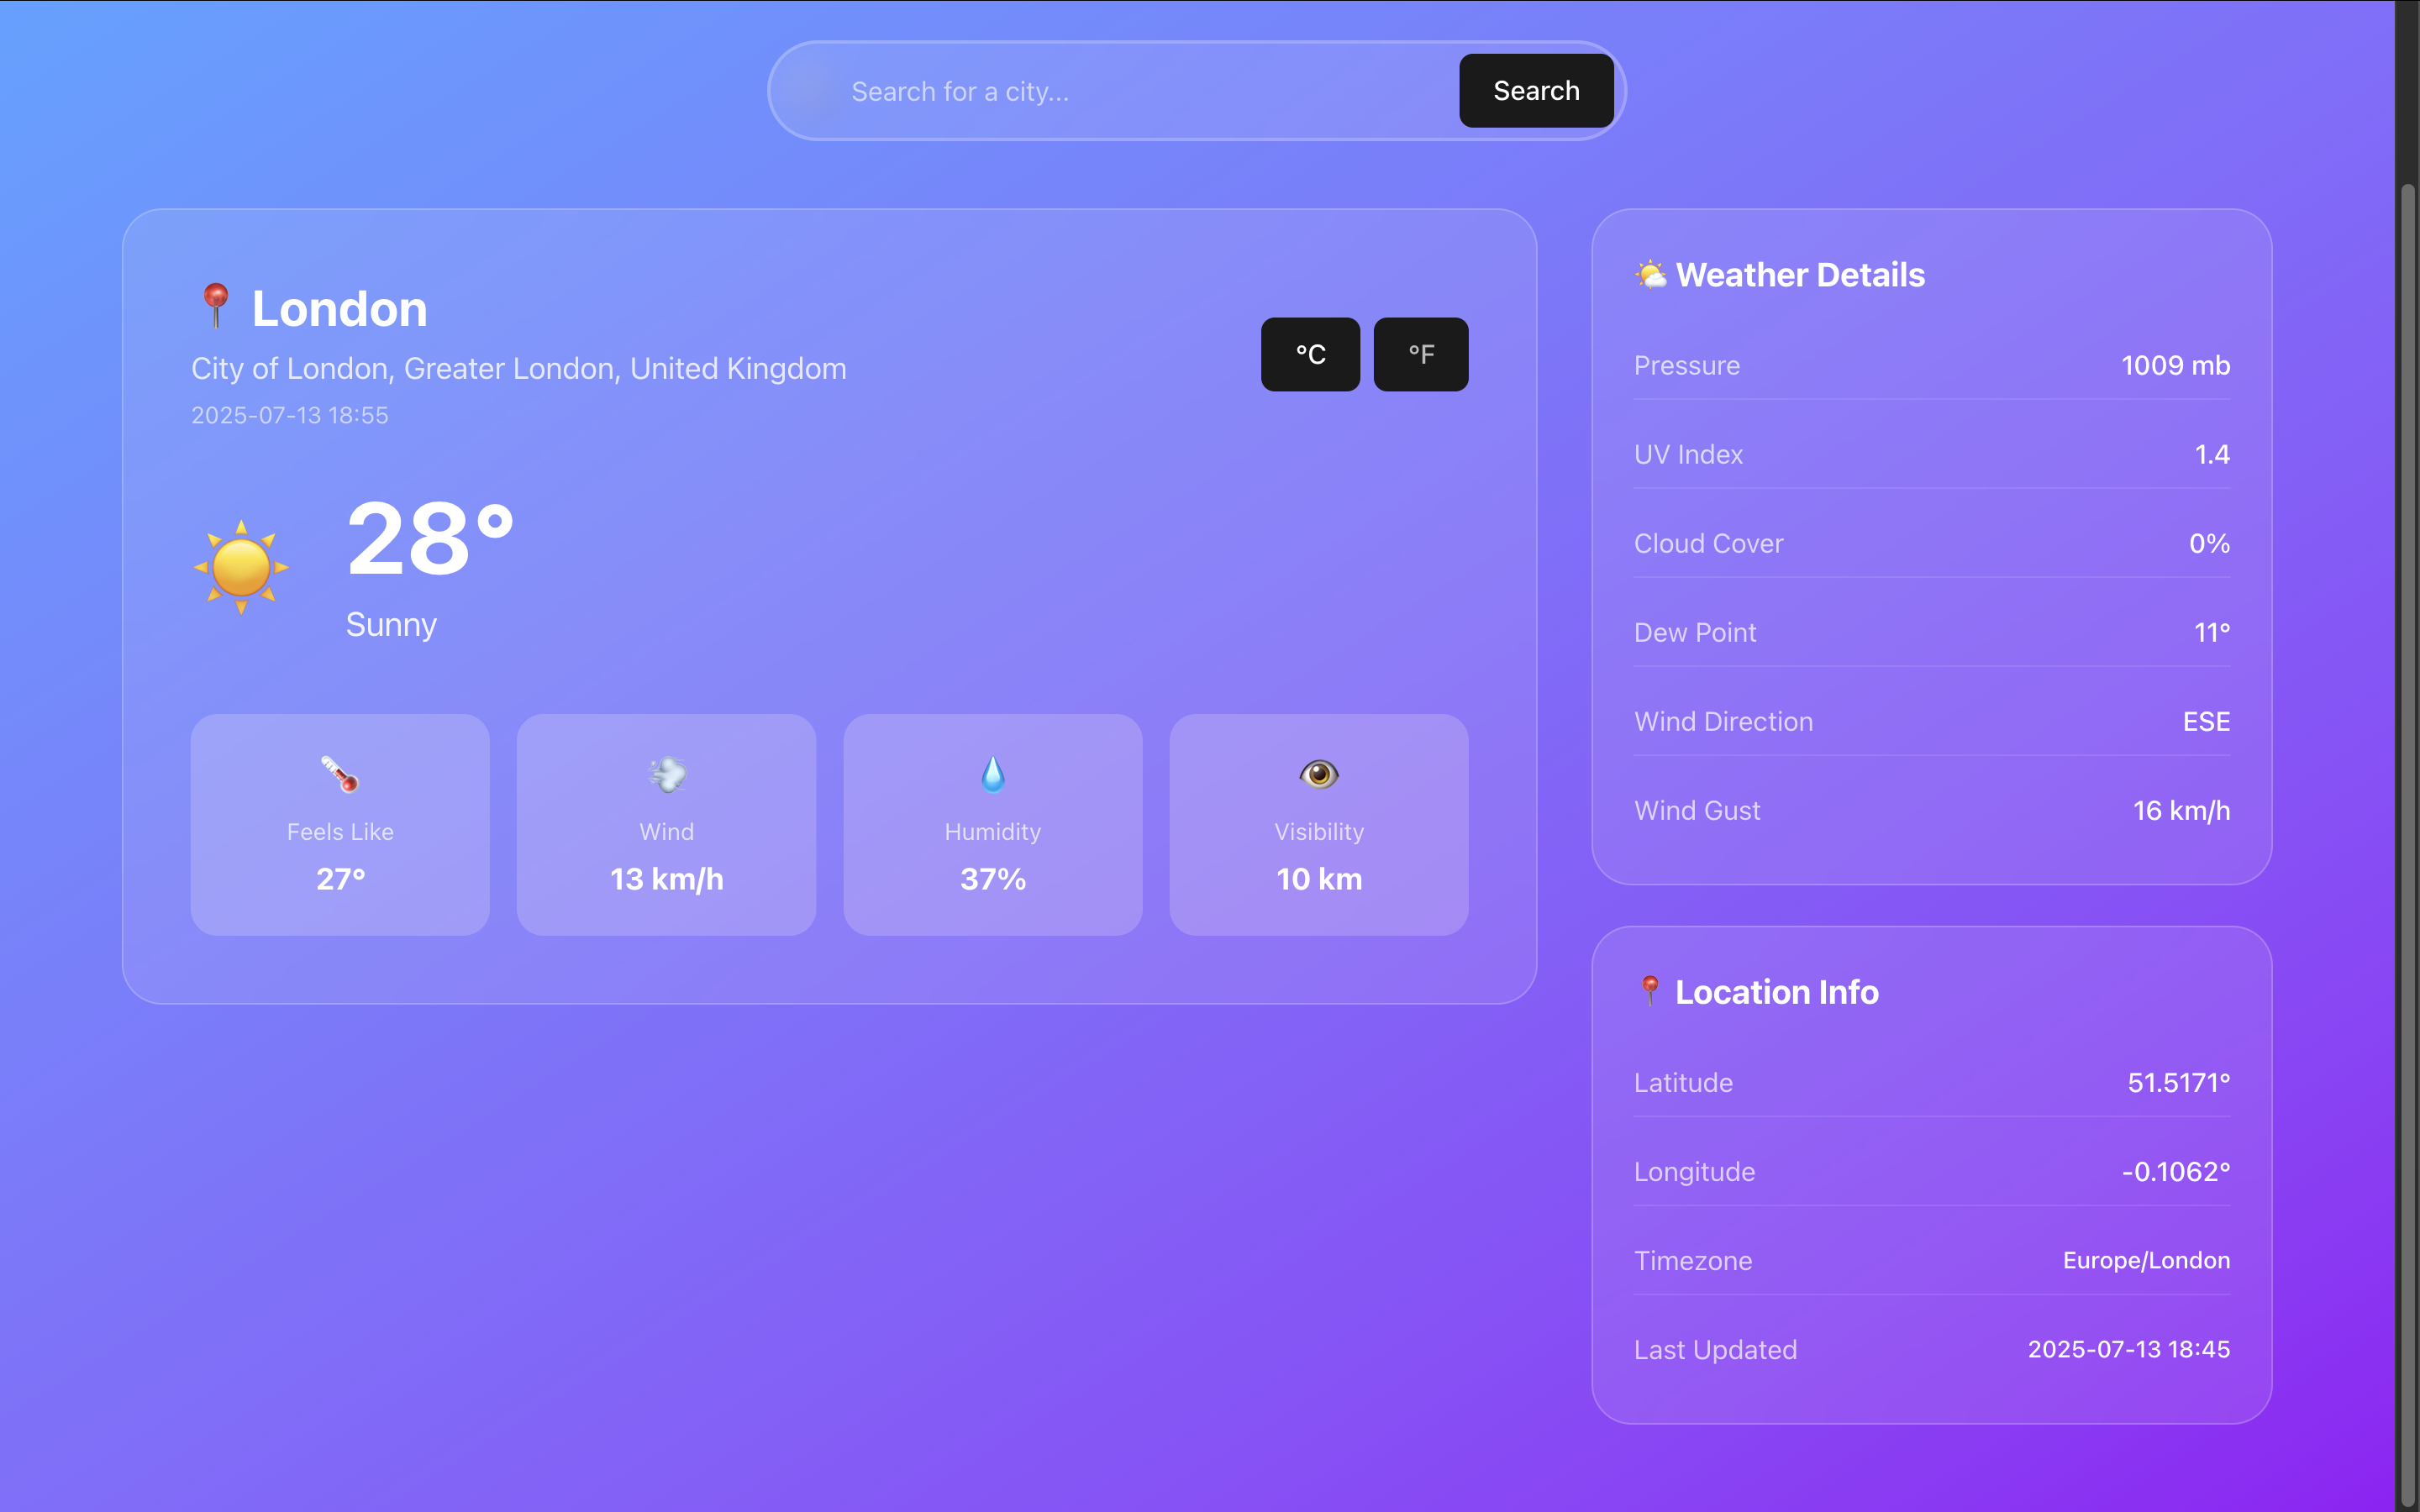 Search for a city...
Search
London
City of London, Greater London, United Kingdom
2025-07-13 18:55
°C
°F
28°
Sunny
Feels Like
27°
Wind
13 km/h
Humidity
37%
Visibility
10 km
Weather Details
Pressure 1009 mb
UV Index 1.4
Cloud Cover 0%
Dew Point 11°
Wind Direction ESE
Wind Gust 16 km/h
Location Info
Latitude 51.5171°
Longitude -0.1062°
Timezone Europe/London
Last Updated 2025-07-13 18:45